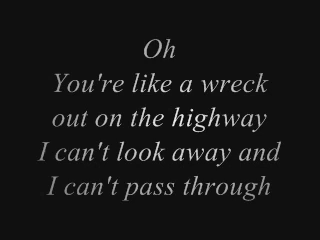 Oh
You're like a wreck
out on the highway
I can't look away and
I can't pass through